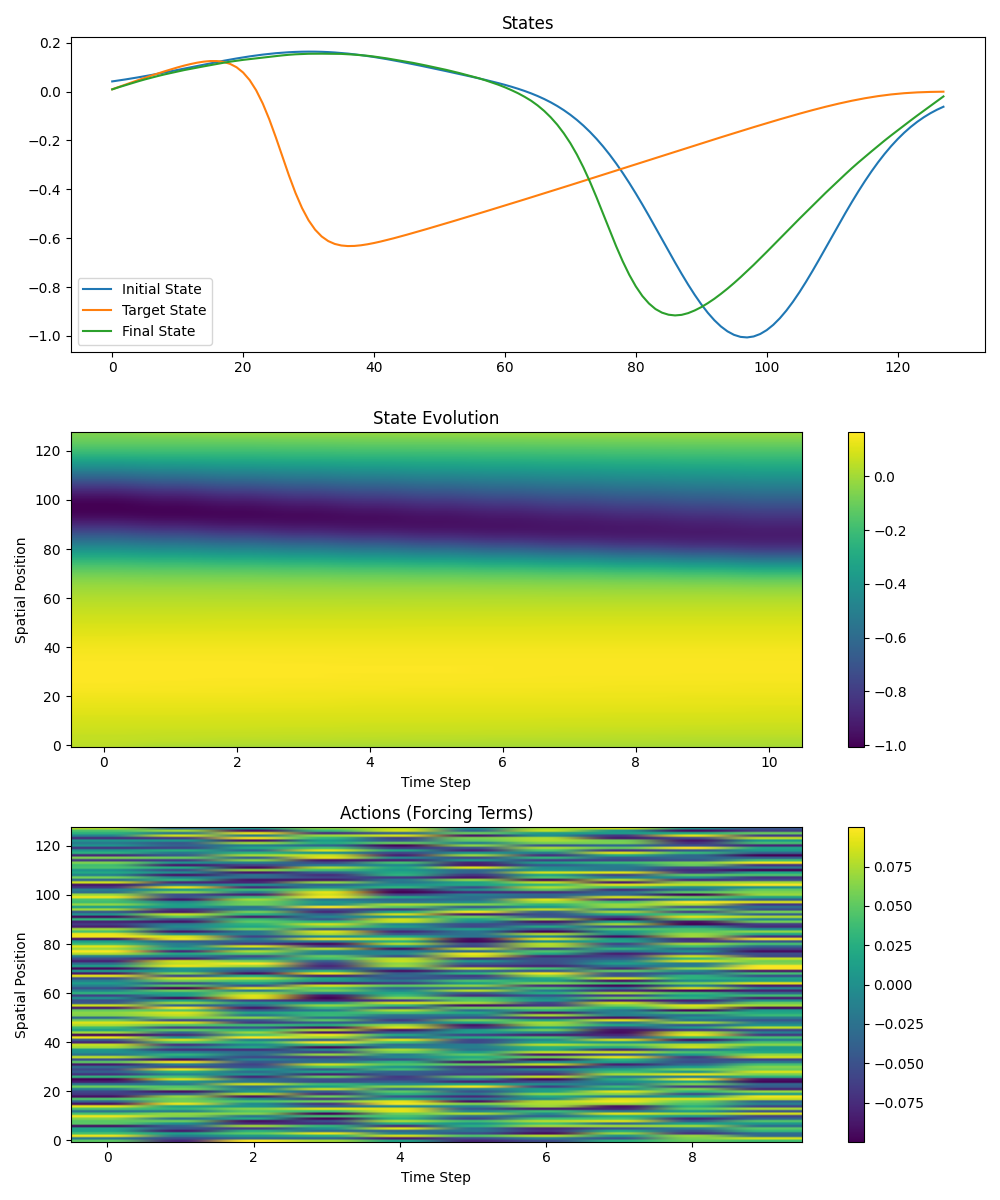 States
0.2
0.0
−0.2
−0.4
−0.6
−0.8
−1.0
Initial State
Target State
Final State
0 20 40 60 80 100 120
State Evolution
Spatial Position
120
100
80
60
40
20
0
0 2 4 6 8 10
Time Step
0.0
−0.2
−0.4
−0.6
−0.8
−1.0
Actions (Forcing Terms)
Spatial Position
120
100
80
60
40
20
0
0 2 4 6 8
Time Step
0.075
0.050
0.025
0.000
−0.025
−0.050
−0.075